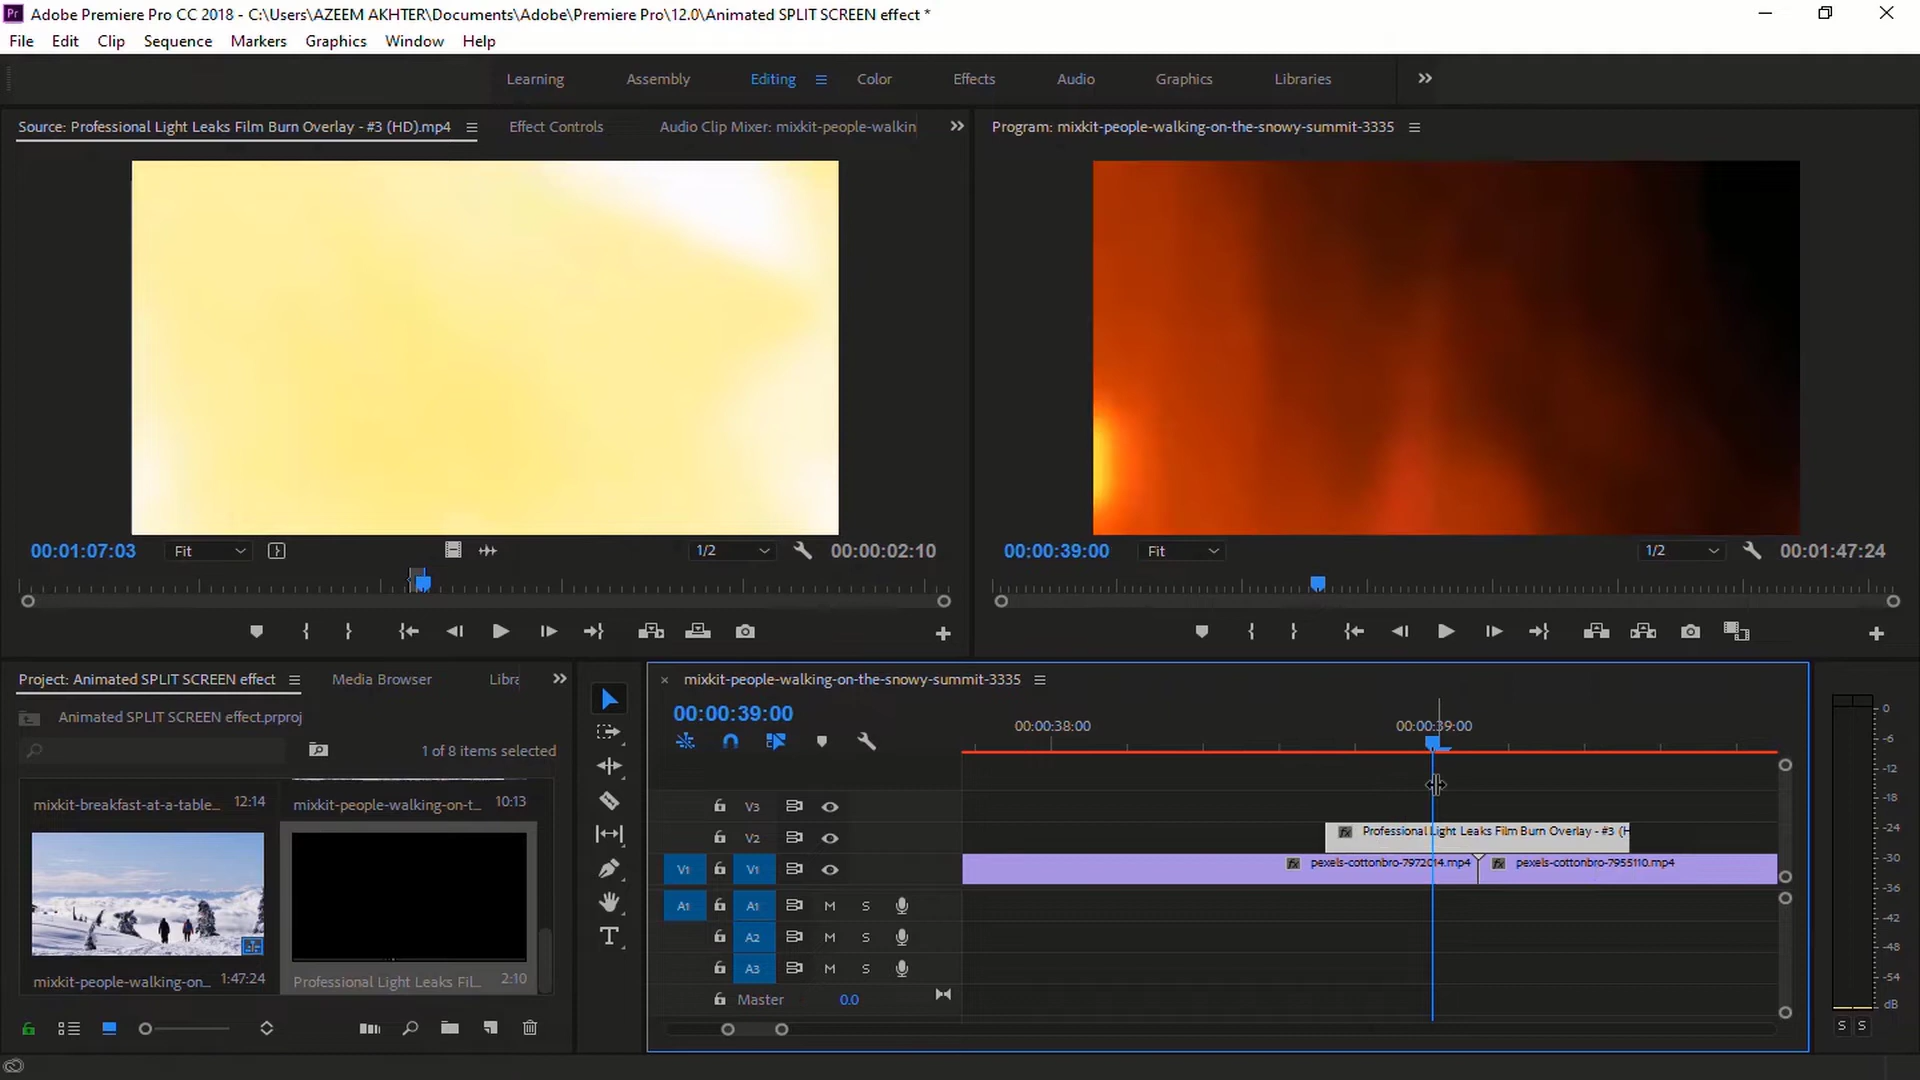 Pr Adobe Premiere Pro CC 2018 - C:\Users\AZEEM AKHTER\Documents\Adobe\Premiere Pro\12.0\Animated SPLIT SCREEN effect *
File Edit Clip Sequence Markers Graphics Window Help
Learning Assembly Editing Color Effects Audio Graphics Libraries
Source: Professional Light Leaks Film Burn Overlay - #3 (HD).mp4 Effect Controls Audio Clip Mixer: mixkit-people-walkin
Program: mixkit-people-walking-on-the-snowy-summit-3335
00:01:07:03 Fit 1/2 00:00:02:10
00:00:39:00 Fit 1/2 00:01:47:24
Project: Animated SPLIT SCREEN effect Media Browser Libra
Animated SPLIT SCREEN effect.prproj
1 of 8 items selected
mixkit-breakfast-at-a-table... 12:14 mixkit-people-walking-on-t... 10:13
mixkit-people-walking-on... 1:47:24 Professional Light Leaks Fil... 2:10
T
× mixkit-people-walking-on-the-snowy-summit-3335
00:00:39:00 00:00:38:00 00:00:39:00
V3
V2 fx Professional Light Leaks Film Burn Overlay - #3 (H
V1 V1 fx pexels-cottonbro-7972014.mp4 fx pexels-cottonbro-7955110.mp4
A1 A1 M S
A2 M S
A3 M S
Master 0.0
0
-6
-12
-18
-24
-30
-36
-42
-48
-54
dB
S S